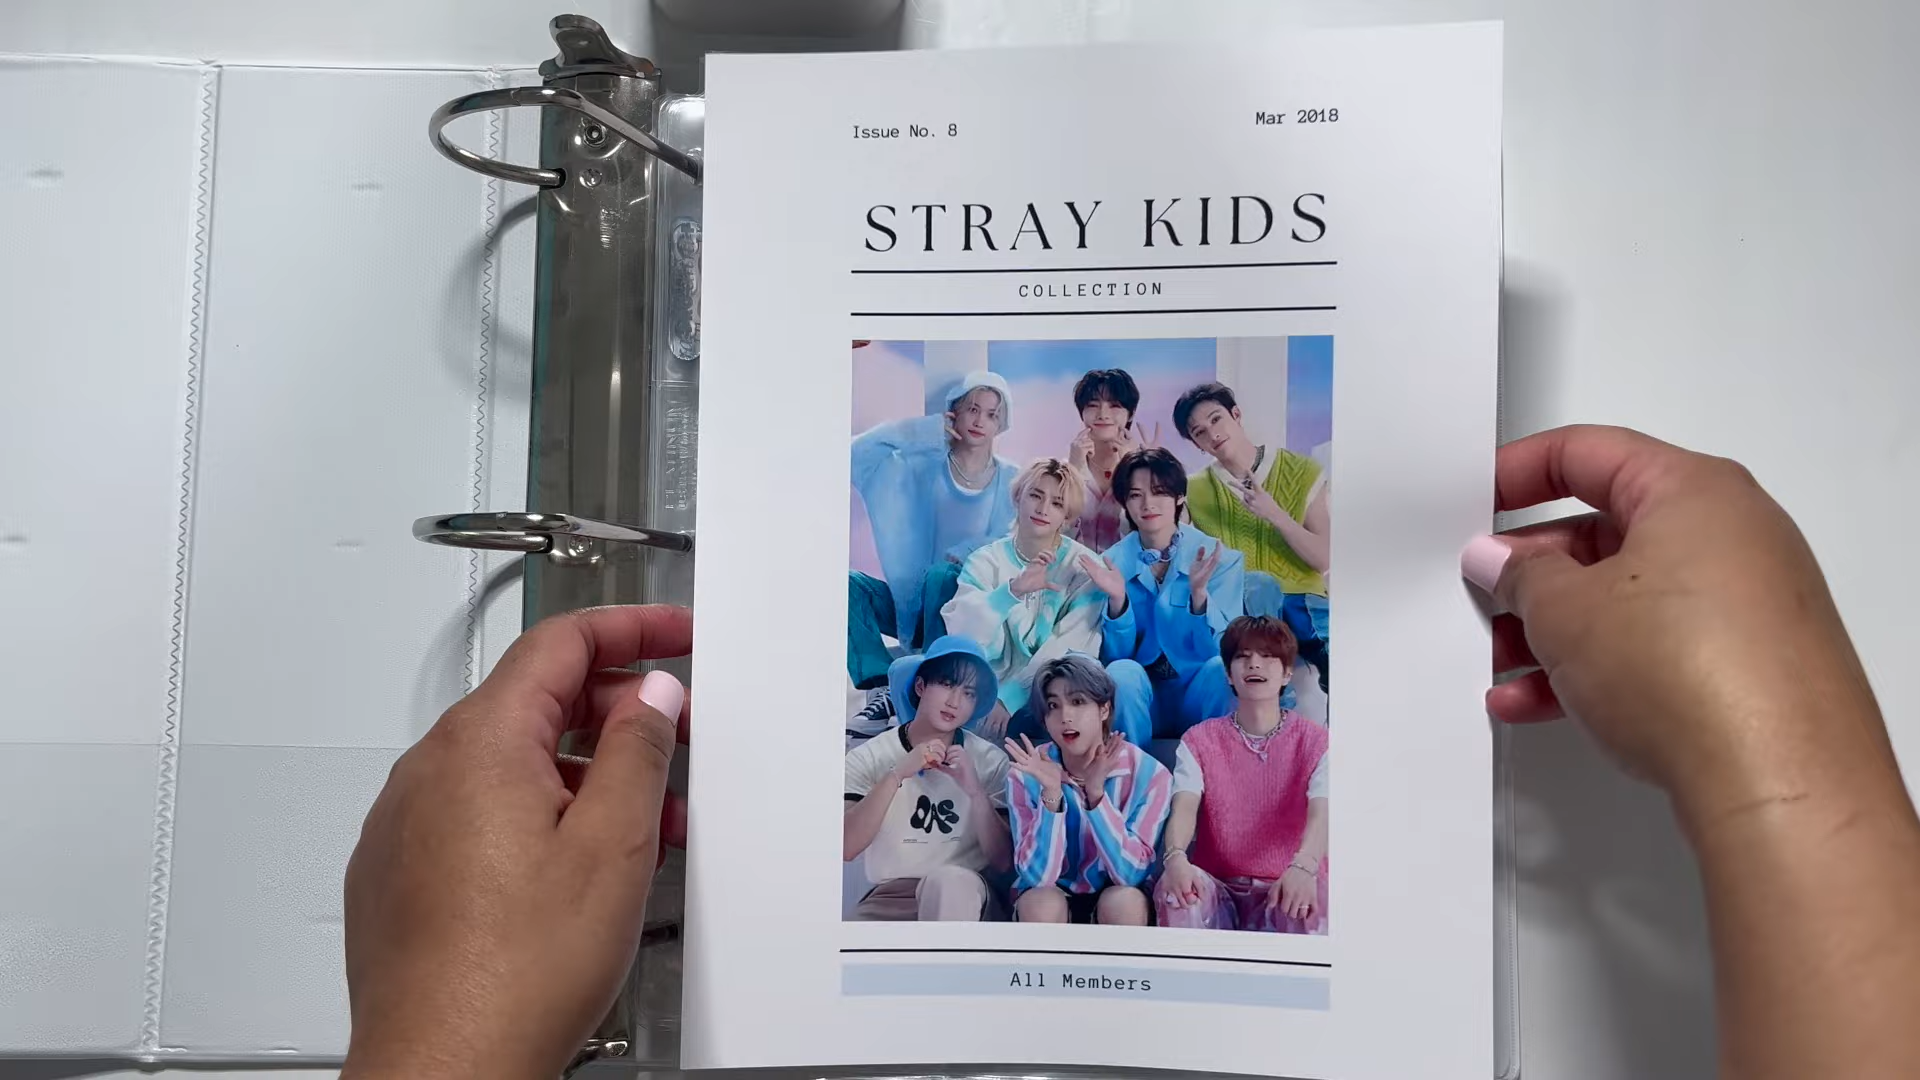 Issue No. 8
Mar 2018
STRAY KIDS
COLLECTION
All Members